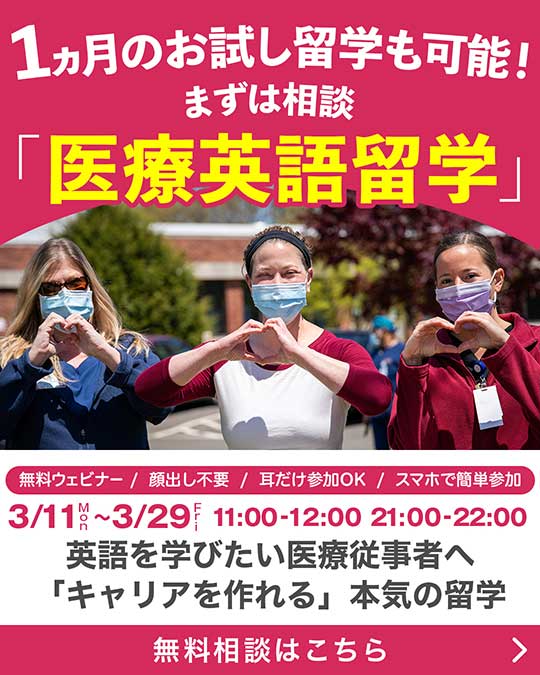 1ヵ月のお試し留学も可能!
まずは相談
「医療英語留学」
無料ウェビナー / 顔出し不要 / 耳だけ参加OK / スマホで簡単参加
3/11Mon~3/29Fri 11:00-12:00 21:00-22:00
英語を学びたい医療従事者へ
「キャリアを作れる」本気の留学
無料相談はこちら